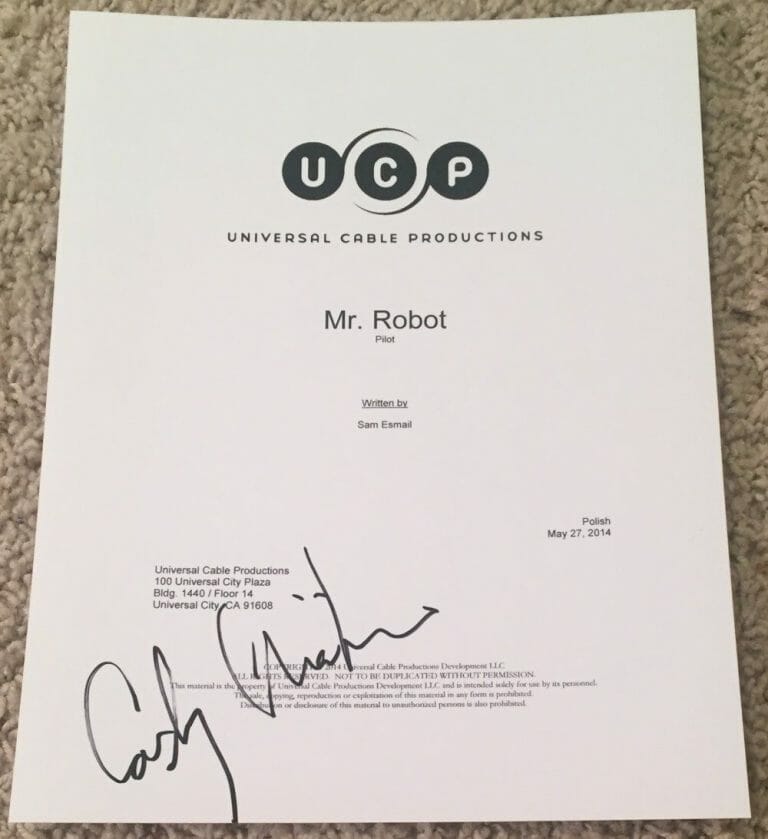 UCP
UNIVERSAL CABLE PRODUCTIONS
Mr. Robot
Pilot
Written by
Sam Esmail
Polish
May 27, 2014
Universal Cable Productions
100 Universal City Plaza
Bldg. 1440 / Floor 14
Universal City, CA 91608
COPYRIGHT © 2014 Universal Cable Productions Development LLC
ALL RIGHTS RESERVED. NOT TO BE DUPLICATED WITHOUT PERMISSION.
This material is the property of Universal Cable Productions Development LLC and is intended solely for use by its personnel.
The sale, copying, reproduction or exploitation of this material in any form is prohibited.
Distribution or disclosure of this material to unauthorized persons is also prohibited.